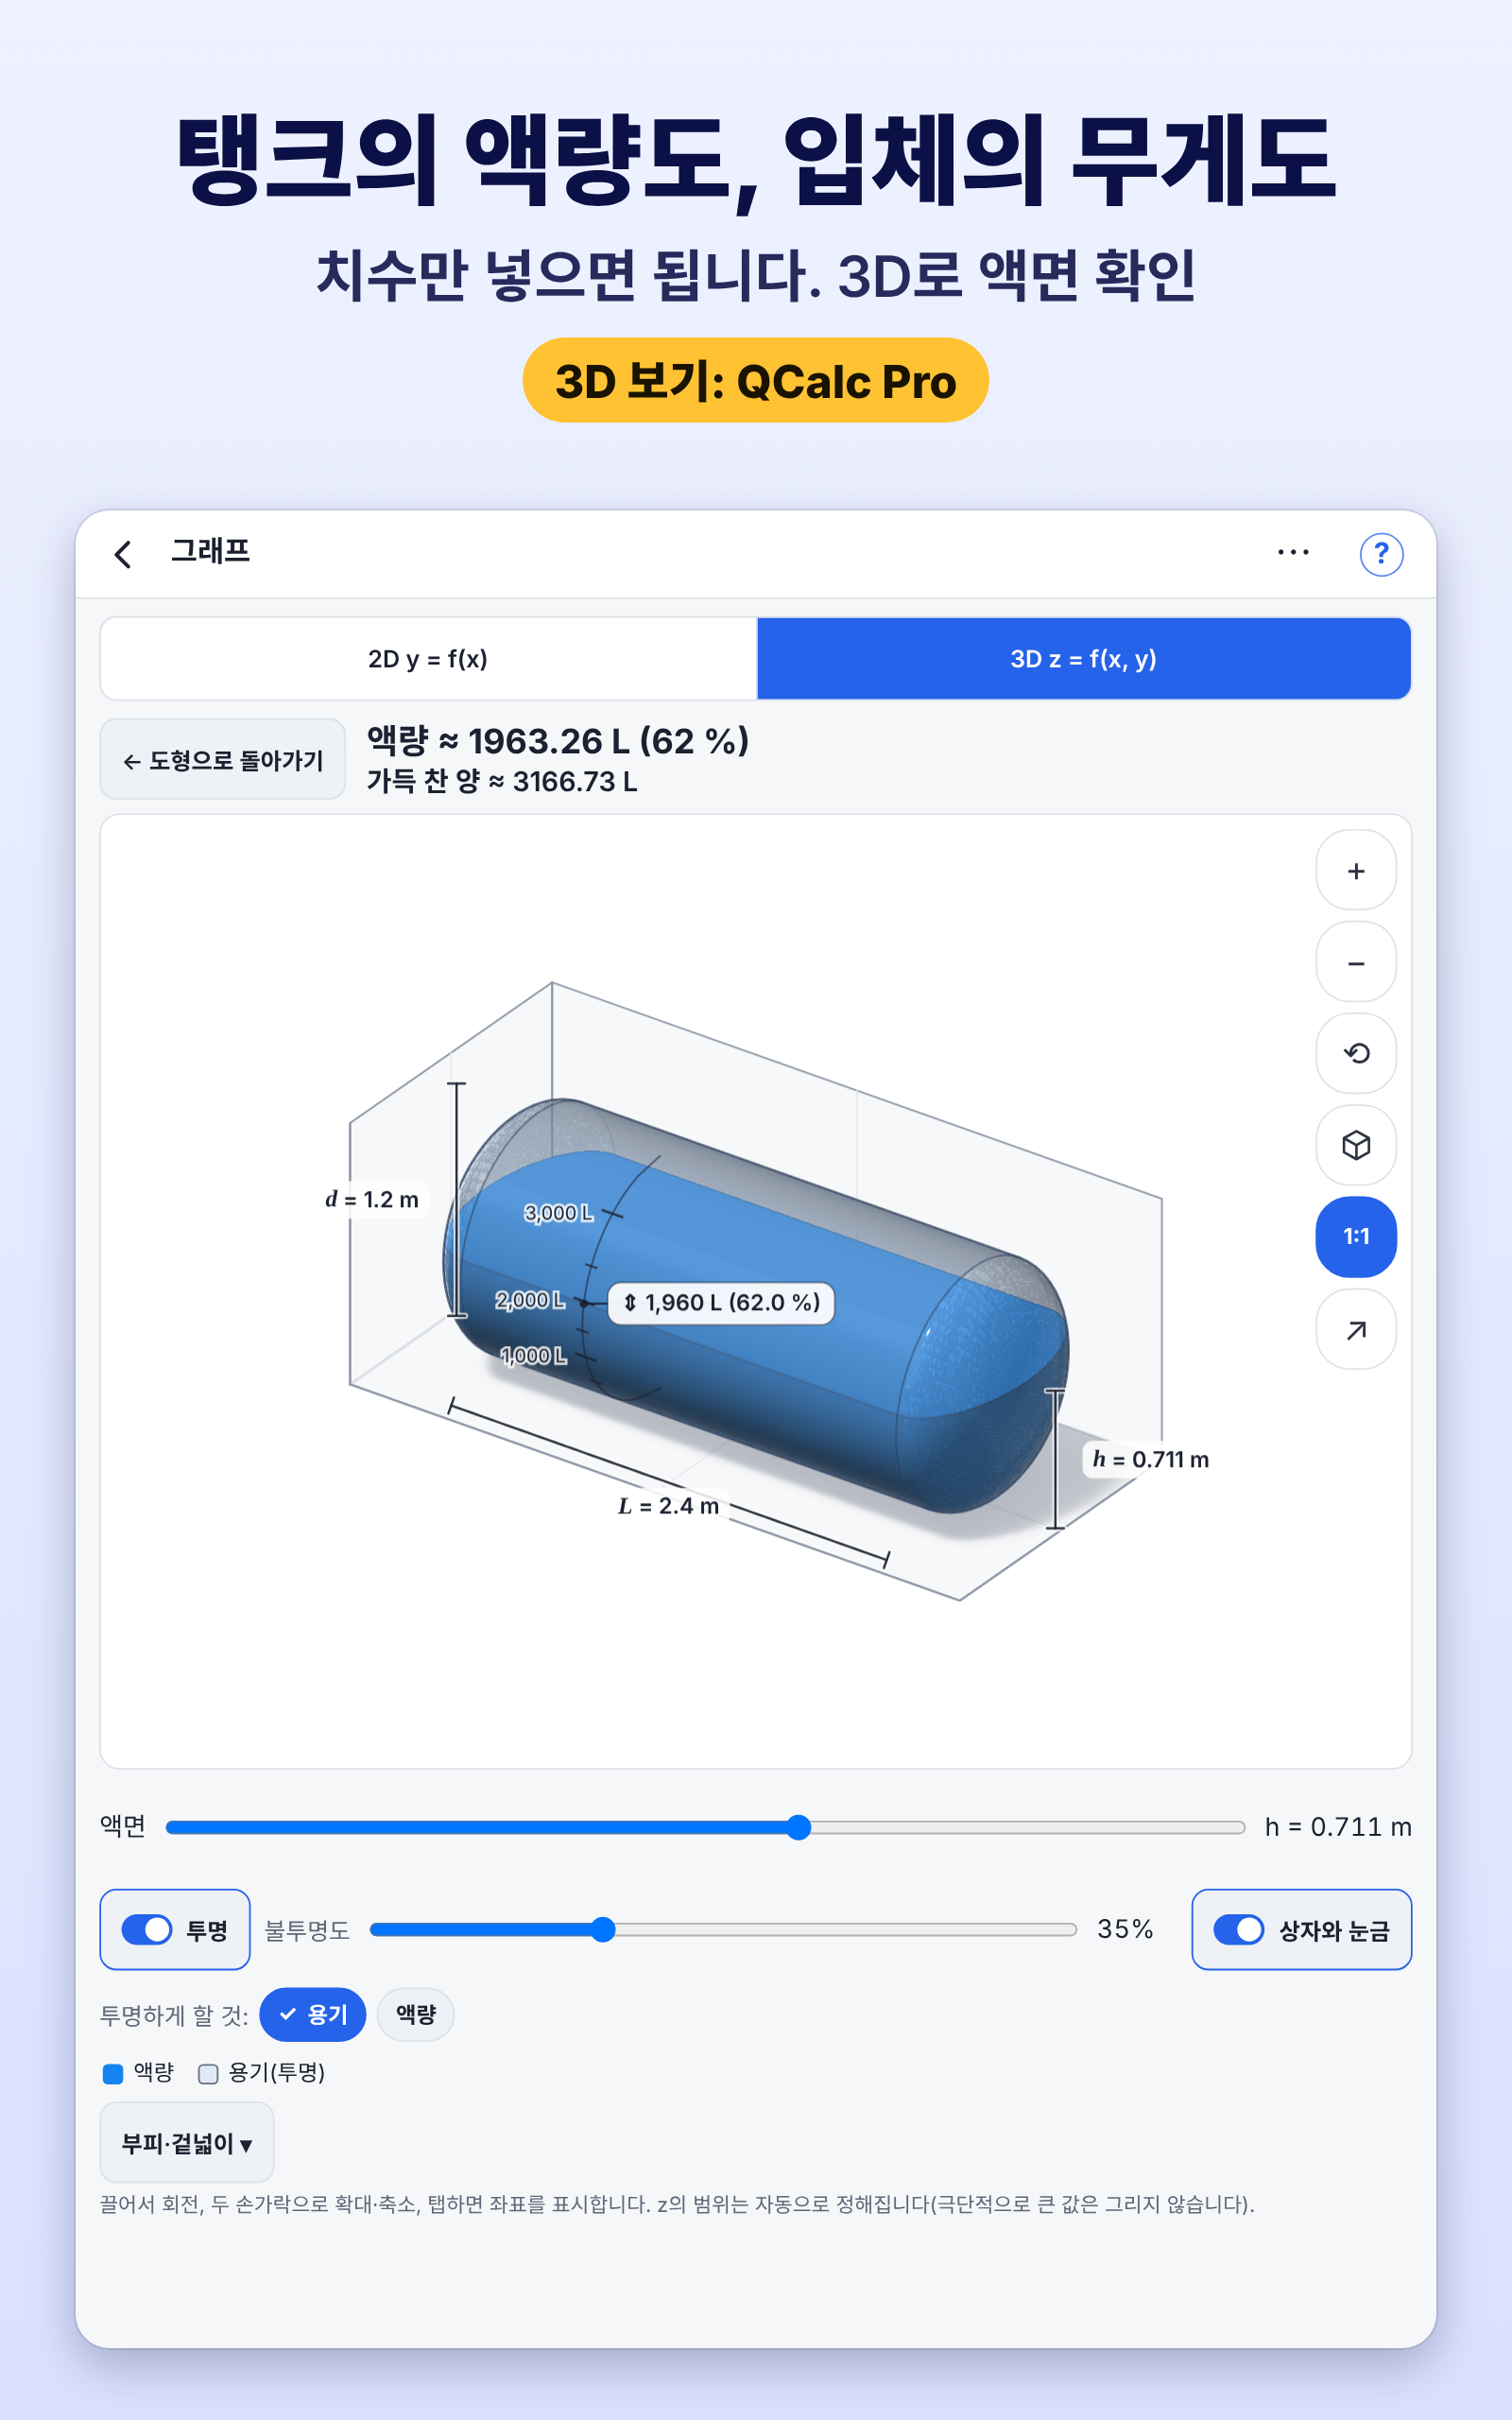 탱크의 액량도, 입체의 무게도
치수만 넣으면 됩니다. 3D로 액면 확인
3D 보기: QCalc Pro
그래프
...
?
2D y = f(x)
3D z = f(x, y)
← 도형으로 돌아가기
액량 ≈ 1963.26 L (62 %)
가득 찬 양 ≈ 3166.73 L
+
−
⟲
1:1
↗
d = 1.2 m
3,000 L
2,000 L
⇕ 1,960 L (62.0 %)
1,000 L
h = 0.711 m
L = 2.4 m
액면
h = 0.711 m
투명
불투명도
35%
상자와 눈금
투명하게 할 것:
✓ 용기
액량
액량
용기(투명)
부피·겉넓이 ▾
끌어서 회전, 두 손가락으로 확대·축소, 탭하면 좌표를 표시합니다. z의 범위는 자동으로 정해집니다(극단적으로 큰 값은 그리지 않습니다).